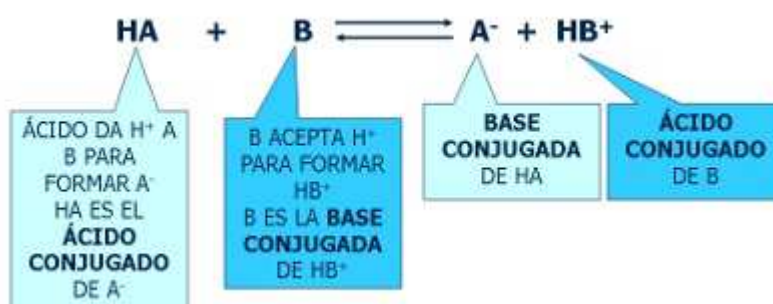 HA + B ⇌ A⁻ + HB⁺
ÁCIDO DA H⁺ A
B PARA
FORMAR A⁻
HA ES EL
ÁCIDO
CONJUGADO
DE A⁻
B ACEPTA H⁺
PARA FORMAR
HB⁺
B ES LA BASE
CONJUGADA
DE HB⁺
BASE
CONJUGADA
DE HA
ÁCIDO
CONJUGADO
DE B